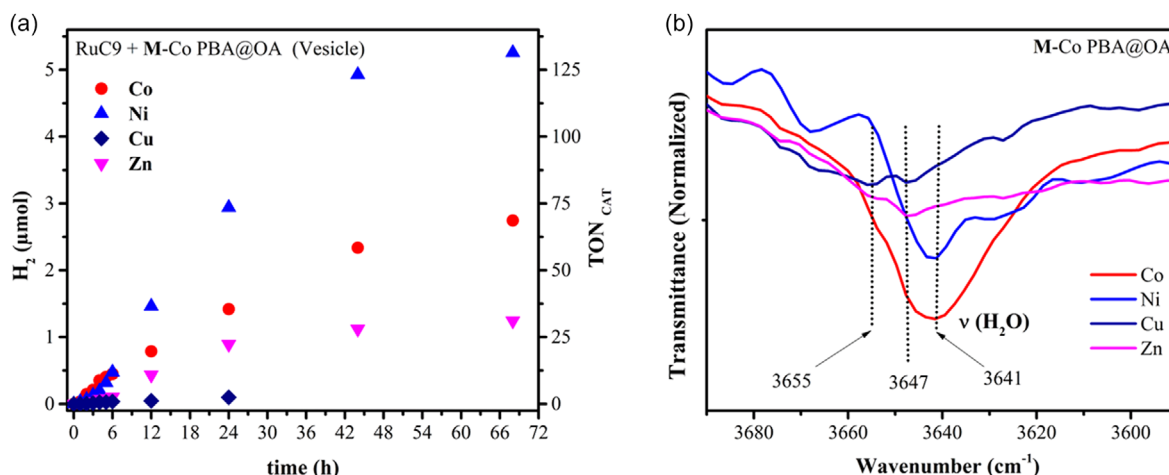 (a)
RuC9 + M-Co PBA@OA (Vesicle)
Co
Ni
Cu
Zn
H₂ (μmol)
5
4
3
2
1
0
TON CAT
125
100
75
50
25
0
0 6 12 18 24 30 36 42 48 54 60 66 72
time (h)
(b)
M-Co PBA@OA
Transmittance (Normalized)
ν (H₂O)
3655
3647
3641
Co
Ni
Cu
Zn
3680 3660 3640 3620 3600
Wavenumber (cm⁻¹)